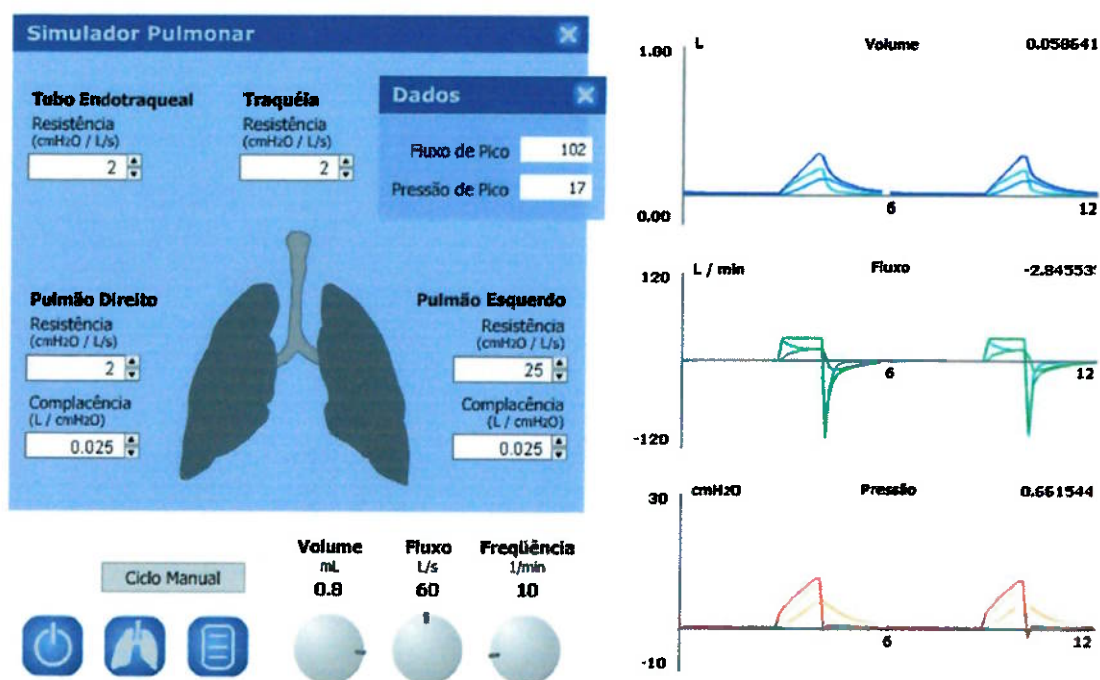 Simulador Pulmonar
Tubo Endotraqueal
Resistência
(cmH2O / L/s)
2
Traquéia
Resistência
(cmH2O / L/s)
2
Dados
Fluxo de Pico 102
Pressão de Pico 17
Pulmão Direito
Resistência
(cmH2O / L/s)
2
Complacência
(L / cmH2O)
0.025
Pulmão Esquerdo
Resistência
(cmH2O / L/s)
25
Complacência
(L / cmH2O)
0.025
Ciclo Manual
Volume
mL
0.8
Fluxo
L/s
60
Freqüência
1/min
10
1.00 L Volume 0.058641
0.00 6 12
120 L / min Fluxo -2.84553
6 12
-120
30 cmH2O Pressão 0.661544
6 12
-10